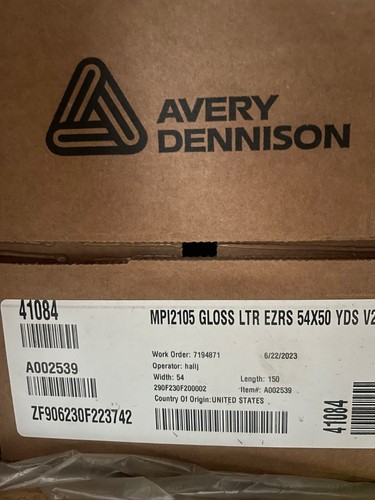 AVERY
DENNISON
41084
MPI2105 GLOSS LTR EZRS 54X50 YDS V2
Work Order: 7194871 6/22/2023
A002539
Operator: hallj
Width: 54 Length: 150
290F230F200002 Item#: A002539
Country Of Origin:UNITED STATES
ZF906230F223742
41084